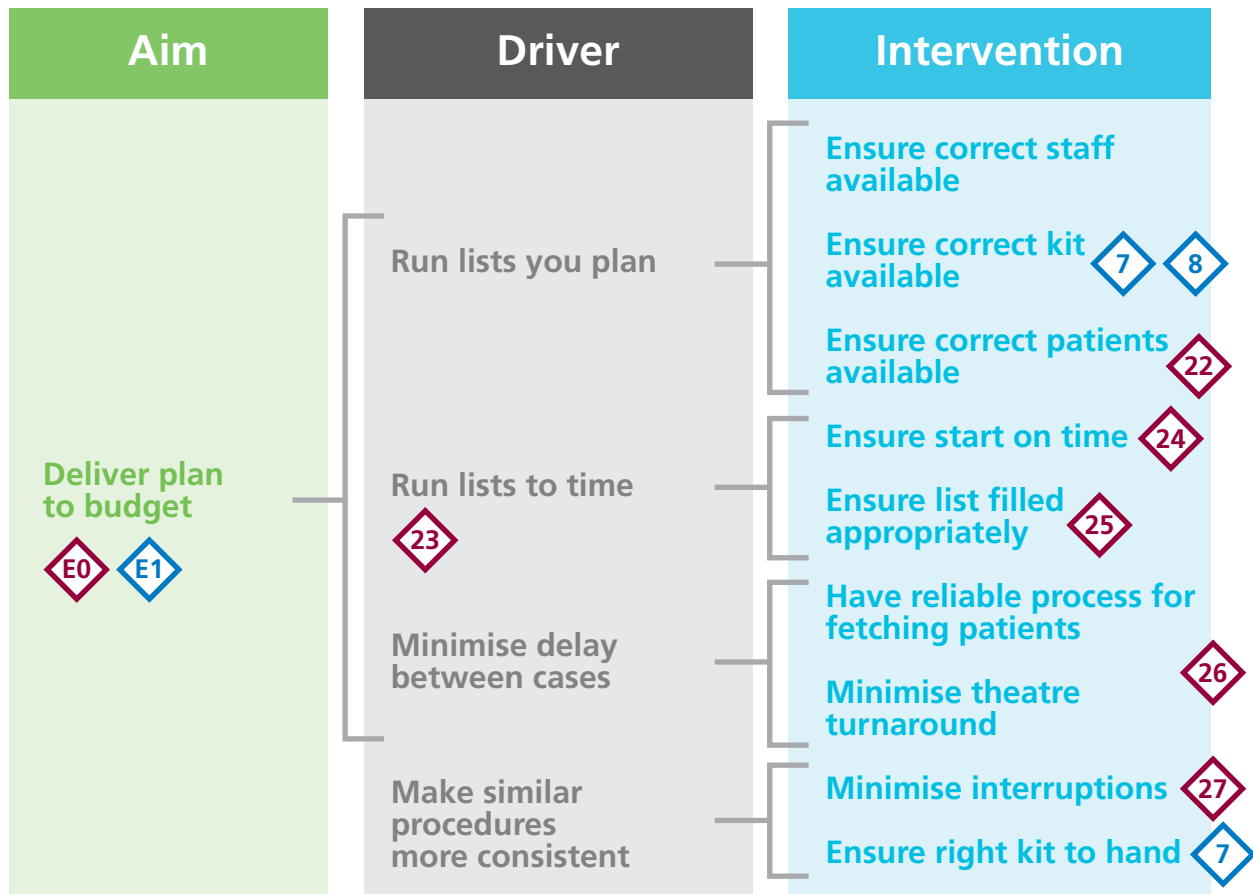 Aim
Driver
Intervention
Deliver plan
to budget
E0 E1
Run lists you plan
Run lists to time
23
Minimise delay
between cases
Make similar
procedures
more consistent
Ensure correct staff
available
Ensure correct kit
available
7 8
Ensure correct patients
available
22
Ensure start on time 24
Ensure list filled
appropriately 25
Have reliable process for
fetching patients
26
Minimise theatre
turnaround
Minimise interruptions 27
Ensure right kit to hand 7